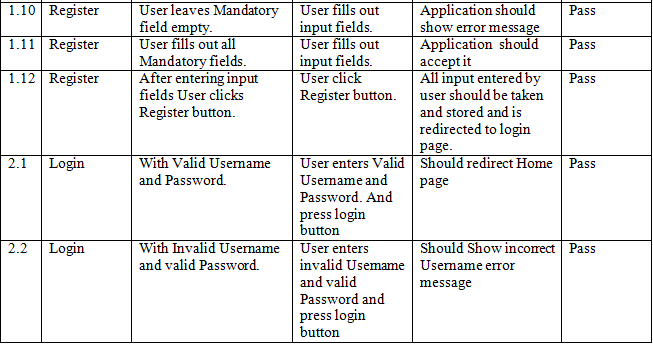 1.10 Register User leaves Mandatory User fills out Application should Pass
field empty. input fields. show error message
1.11 Register User fills out all User fills out Application should Pass
Mandatory fields. input fields. accept it
1.12 Register After entering input User click All input entered by Pass
fields User clicks Register button. user should be taken
Register button. and stored and is
redirected to login
page.
2.1 Login With Valid Username User enters Valid Should redirect Home Pass
and Password. Username and page
Password. And
press login
button
2.2 Login With Invalid Username User enters Should Show incorrect Pass
and valid Password. invalid Username Username error
and valid message
Password and
press login
button